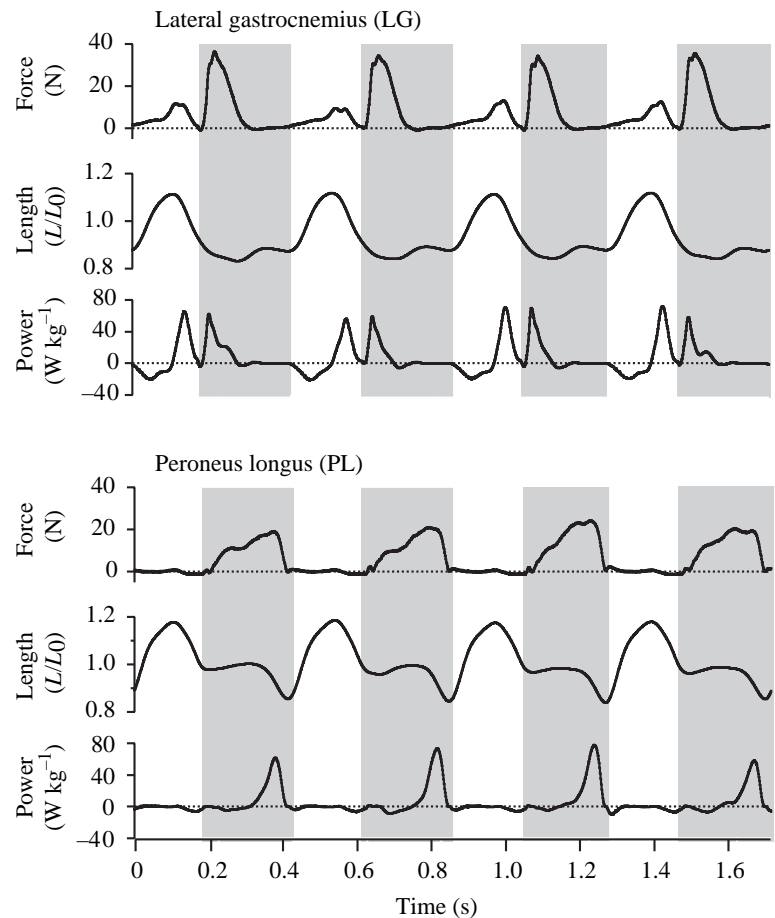 Lateral gastrocnemius (LG)
40
20
0
Force
(N)
1.2
1.0
0.8
Length
(L/L0)
80
40
0
–40
Power
(W kg–1)
Peroneus longus (PL)
40
20
0
Force
(N)
1.2
1.0
0.8
Length
(L/L0)
80
40
0
–40
Power
(W kg–1)
0 0.2 0.4 0.6 0.8 1.0 1.2 1.4 1.6
Time (s)